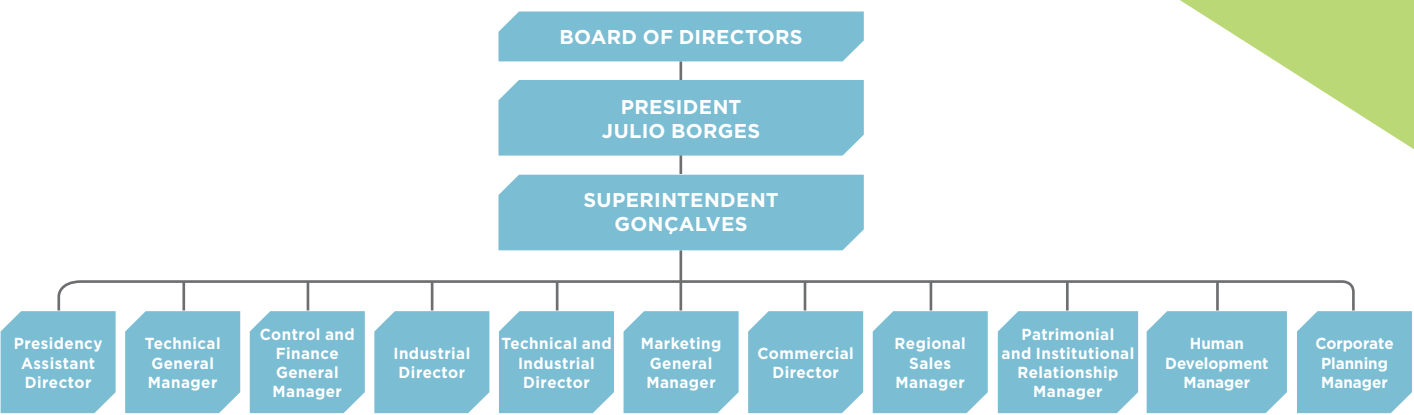 BOARD OF DIRECTORS
PRESIDENT
JULIO BORGES
SUPERINTENDENT
GONÇALVES
Presidency
Assistant
Director
Technical
General
Manager
Control and
Finance
General
Manager
Industrial
Director
Technical and
Industrial
Director
Marketing
General
Manager
Commercial
Director
Regional
Sales
Manager
Patrimonial
and Institutional
Relationship
Manager
Human
Development
Manager
Corporate
Planning
Manager